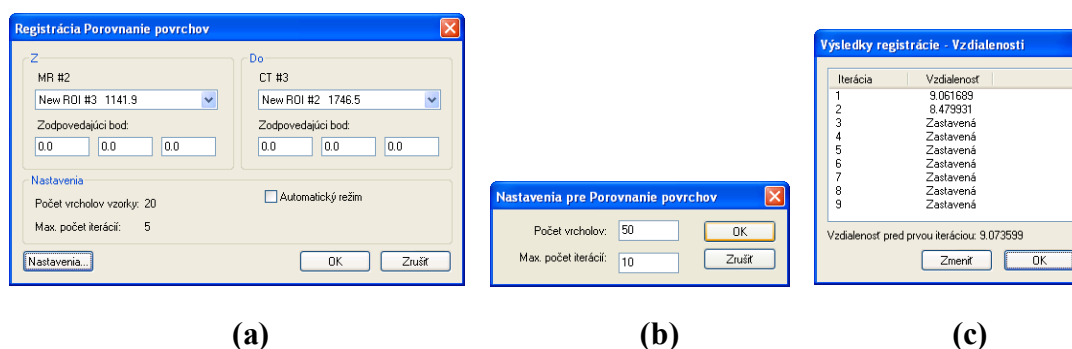 Registrácia Porovnanie povrchov
Z
MR #2
New ROI #3 1141.9
Zodpovedajúci bod:
0.0 0.0 0.0
Do
CT #3
New ROI #2 1746.5
Zodpovedajúci bod:
0.0 0.0 0.0
Nastavenia
Počet vrcholov vzorky: 20
Max. počet iterácií: 5
Automatický režim
Nastavenia... OK Zrušiť
(a)
Nastavenia pre Porovnanie povrchov
Počet vrcholov: 50 OK
Max. počet iterácií: 10 Zrušiť
(b)
Výsledky registrácie - Vzdialenosti
Iterácia Vzdialenosť
1 9.061689
2 8.479931
3 Zastavená
4 Zastavená
5 Zastavená
6 Zastavená
7 Zastavená
8 Zastavená
9 Zastavená
Vzdialenosť pred prvou iteráciou: 9.073599
Zmeniť OK
(c)